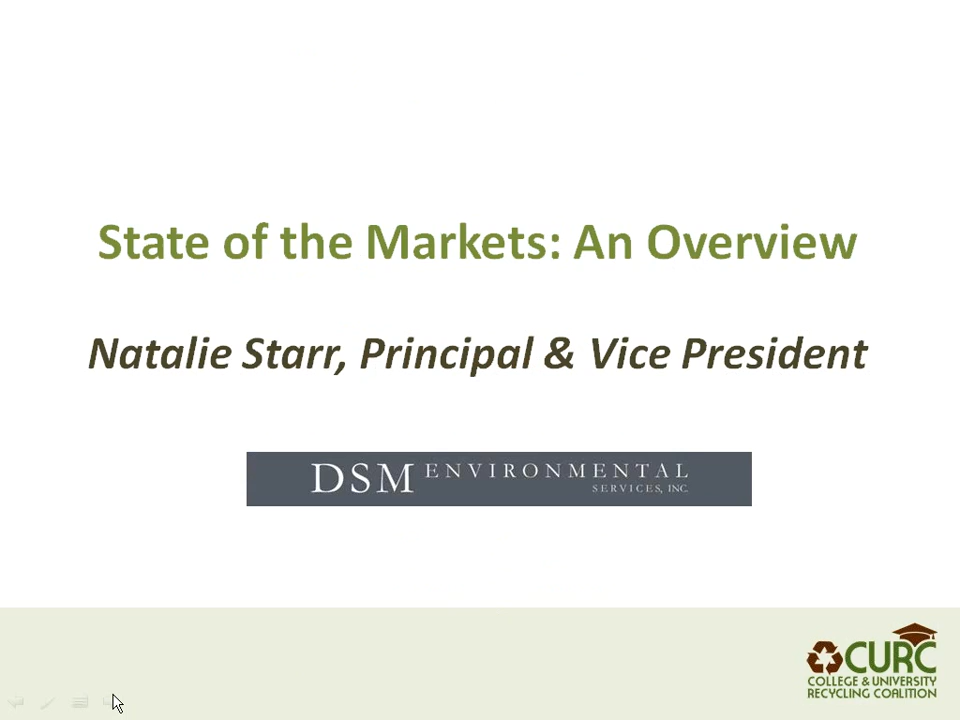 State of the Markets: An Overview
Natalie Starr, Principal & Vice President
DSM ENVIRONMENTAL
SERVICES, INC.
CURC
COLLEGE & UNIVERSITY
RECYCLING COALITION